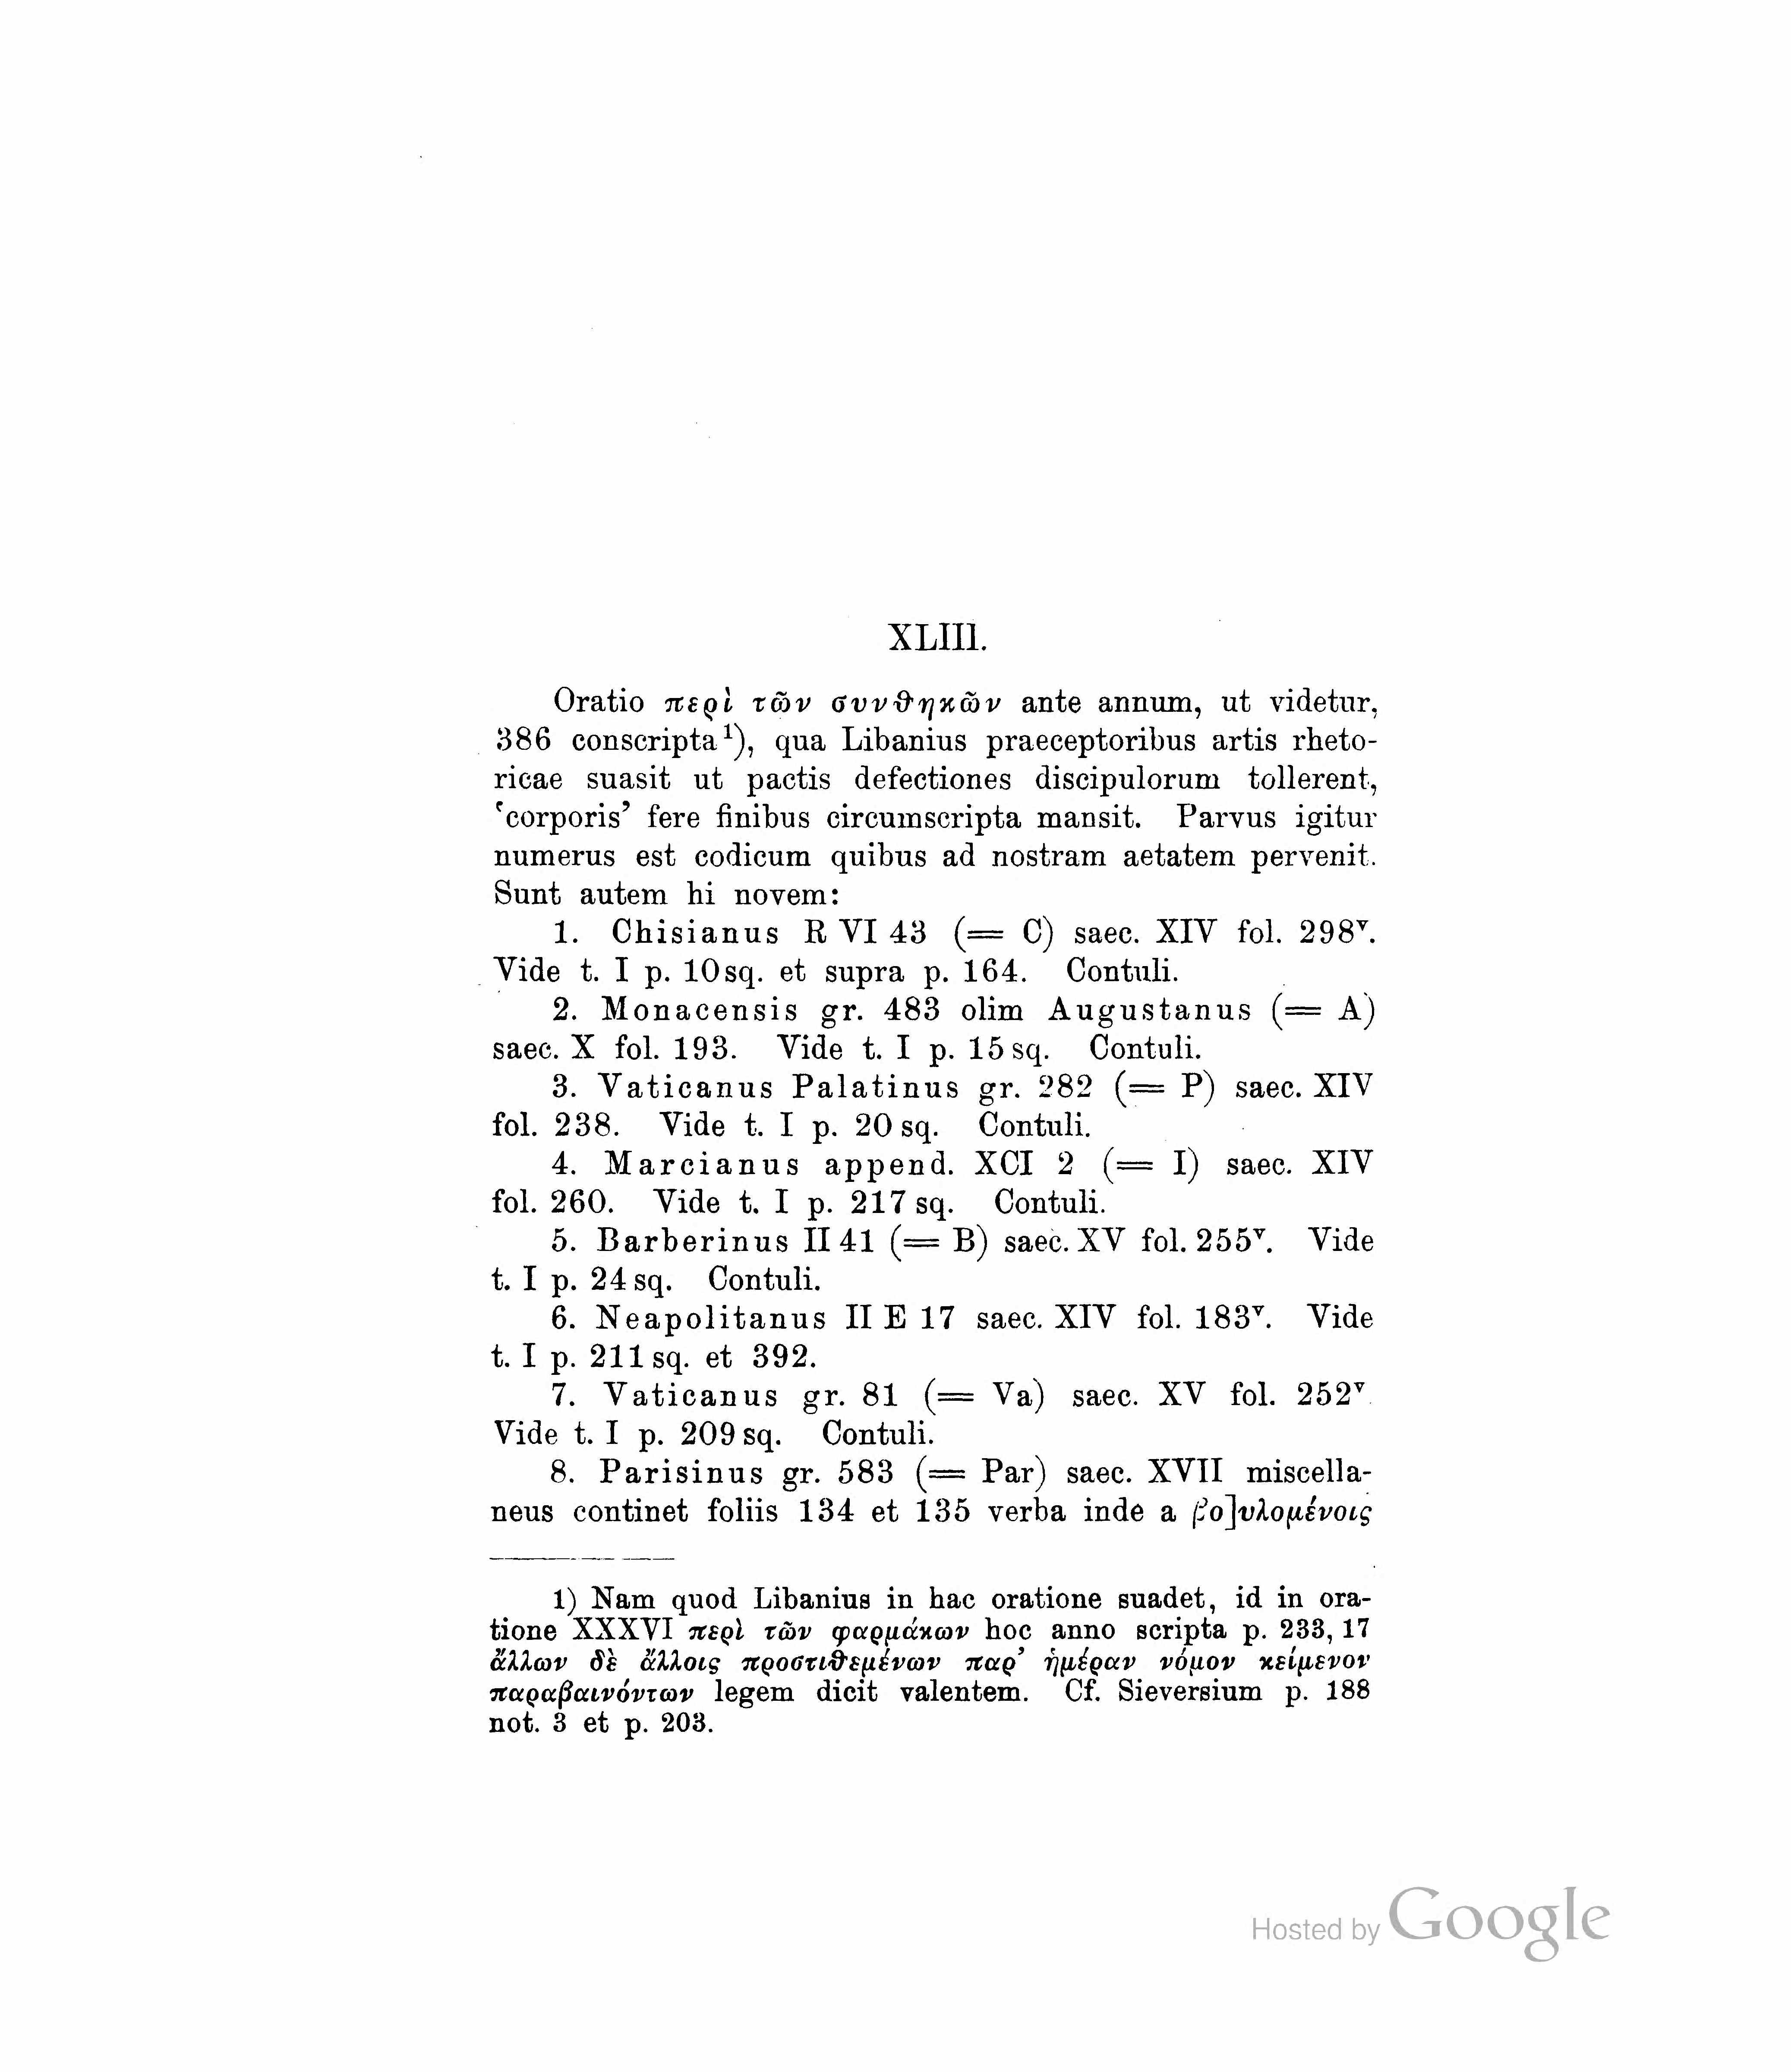 XLIII.
Oratio περὶ τῶν συνθηκῶν ante annum, ut videtur,
386 conscripta¹), qua Libanius praeceptoribus artis rheto-
ricae suasit ut pactis defectiones discipulorum tollerent,
‘corporis’ fere finibus circumscripta mansit. Parvus igitur
numerus est codicum quibus ad nostram aetatem pervenit.
Sunt autem hi novem:
1. Chisianus R VI 43 (= C) saec. XIV fol. 298ᵛ.
Vide t. I p. 10sq. et supra p. 164. Contuli.
2. Monacensis gr. 483 olim Augustanus (= A)
saec. X fol. 193. Vide t. I p. 15 sq. Contuli.
3. Vaticanus Palatinus gr. 282 (= P) saec. XIV
fol. 238. Vide t. I p. 20 sq. Contuli.
4. Marcianus append. XCI 2 (= I) saec. XIV
fol. 260. Vide t. I p. 217 sq. Contuli.
5. Barberinus II 41 (= B) saec. XV fol. 255ᵛ. Vide
t. I p. 24 sq. Contuli.
6. Neapolitanus II E 17 saec. XIV fol. 183ᵛ. Vide
t. I p. 211 sq. et 392.
7. Vaticanus gr. 81 (= Va) saec. XV fol. 252ᵛ
Vide t. I p. 209 sq. Contuli.
8. Parisinus gr. 583 (= Par) saec. XVII miscella-
neus continet foliis 134 et 135 verba inde a βο]υλομένοις
1) Nam quod Libanius in hac oratione suadet, id in ora-
tione XXXVI περὶ τῶν φαρμάκων hoc anno scripta p. 233, 17
ἄλλων δὲ ἄλλοις προστιθεμένων παρ’ ἡμέραν νόμον κείμενον
παραβαινόντων legem dicit valentem. Cf. Sieversium p. 188
not. 3 et p. 203.
Hosted by Google